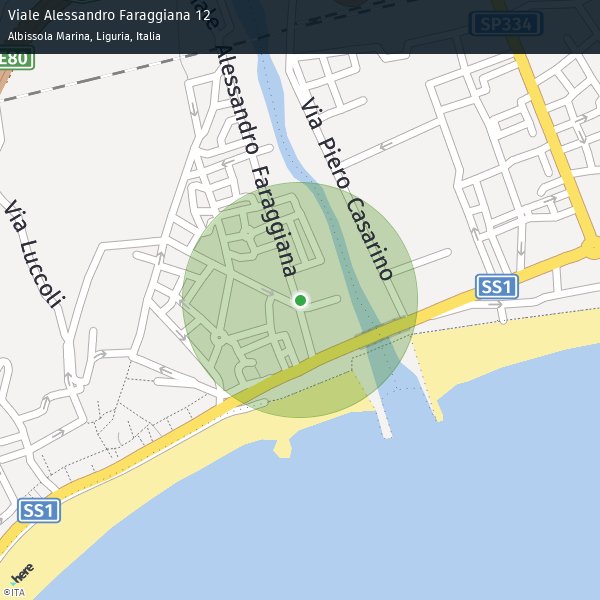 Viale Alessandro Faraggiana 12
Albissola Marina, Liguria, Italia
E80
SP334
Alessandro Faraggiana
Via Piero Casarino
Via Luccoli
SS1
SS1
here
©ITA